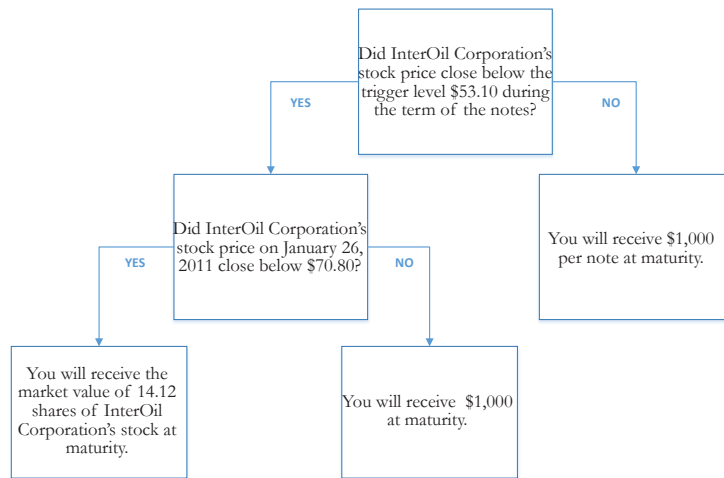 Did InterOil Corporation's
stock price close below the
trigger level $53.10 during
the term of the notes?
YES
NO
Did InterOil Corporation's
stock price on January 26,
2011 close below $70.80?
You will receive $1,000
per note at maturity.
YES
NO
You will receive the
market value of 14.12
shares of InterOil
Corporation's stock at
maturity.
You will receive $1,000
at maturity.